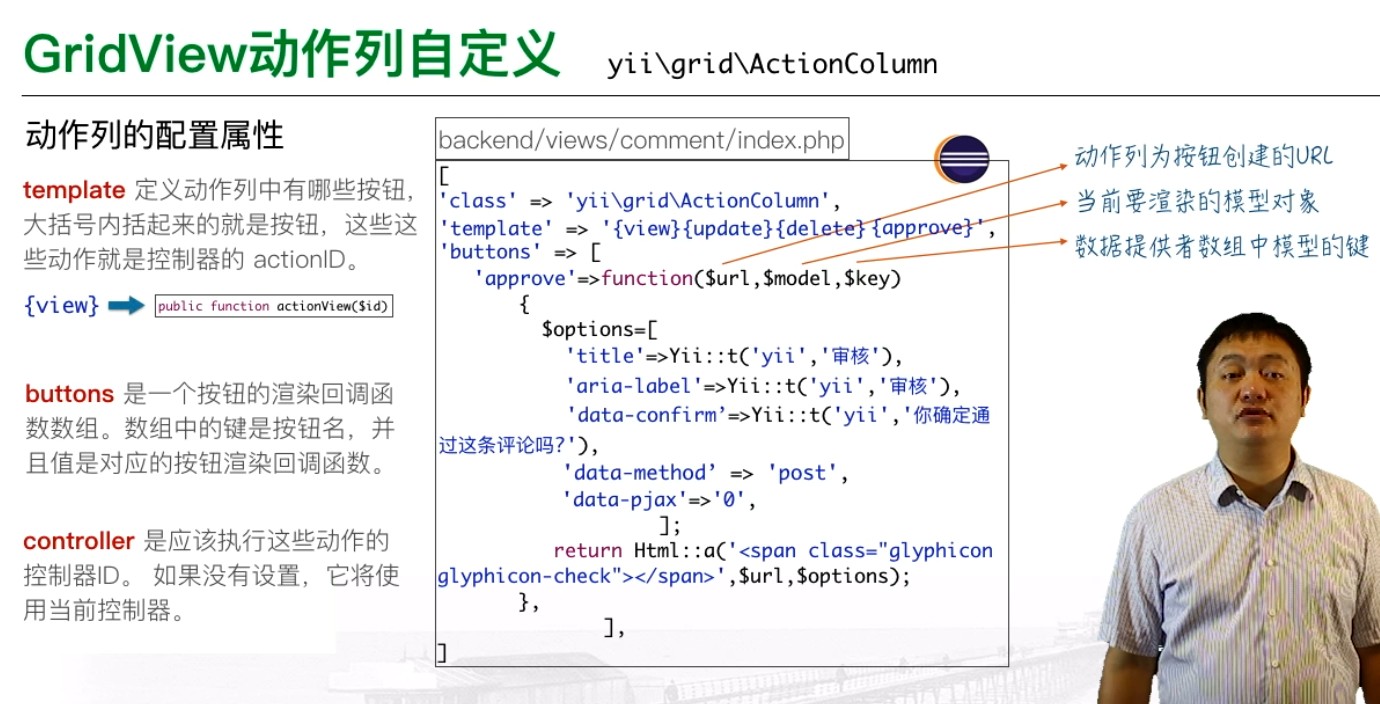 GridView动作列自定义 yii\grid\ActionColumn
动作列的配置属性
template 定义动作列中有哪些按钮，
大括号内括起来的就是按钮，这些这
些动作就是控制器的 actionID。
{view} public function actionView($id)
buttons 是一个按钮的渲染回调函
数数组。数组中的键是按钮名，并
且值是对应的按钮渲染回调函数。
controller 是应该执行这些动作的
控制器ID。 如果没有设置，它将使
用当前控制器。
backend/views/comment/index.php
[
'class' => 'yii\grid\ActionColumn',
'template' => '{view}{update}{delete}{approve}',
'buttons' => [
'approve'=>function($url,$model,$key)
{
$options=[
'title'=>Yii::t('yii','审核'),
'aria-label'=>Yii::t('yii','审核'),
'data-confirm’=>Yii::t('yii','你确定通
过这条评论吗?'),
'data-method’ => 'post',
'data-pjax'=>'0',
];
return Html::a('<span class="glyphicon
glyphicon-check"></span>',$url,$options);
},
],
]
动作列为按钮创建的URL
当前要渲染的模型对象
数据提供者数组中模型的键